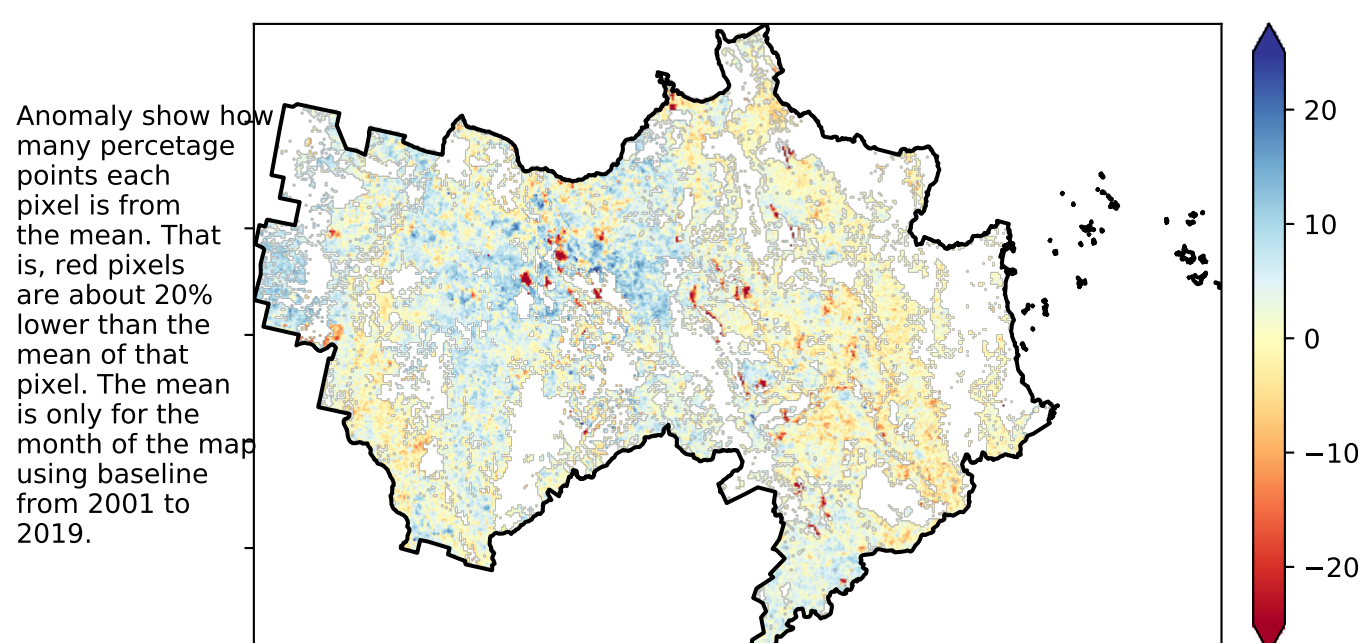 Anomaly show how
many percetage
points each
pixel is from
the mean. That
is, red pixels
are about 20%
lower than the
mean of that
pixel. The mean
is only for the
month of the map
using baseline
from 2001 to
2019.
20
10
0
−10
−20